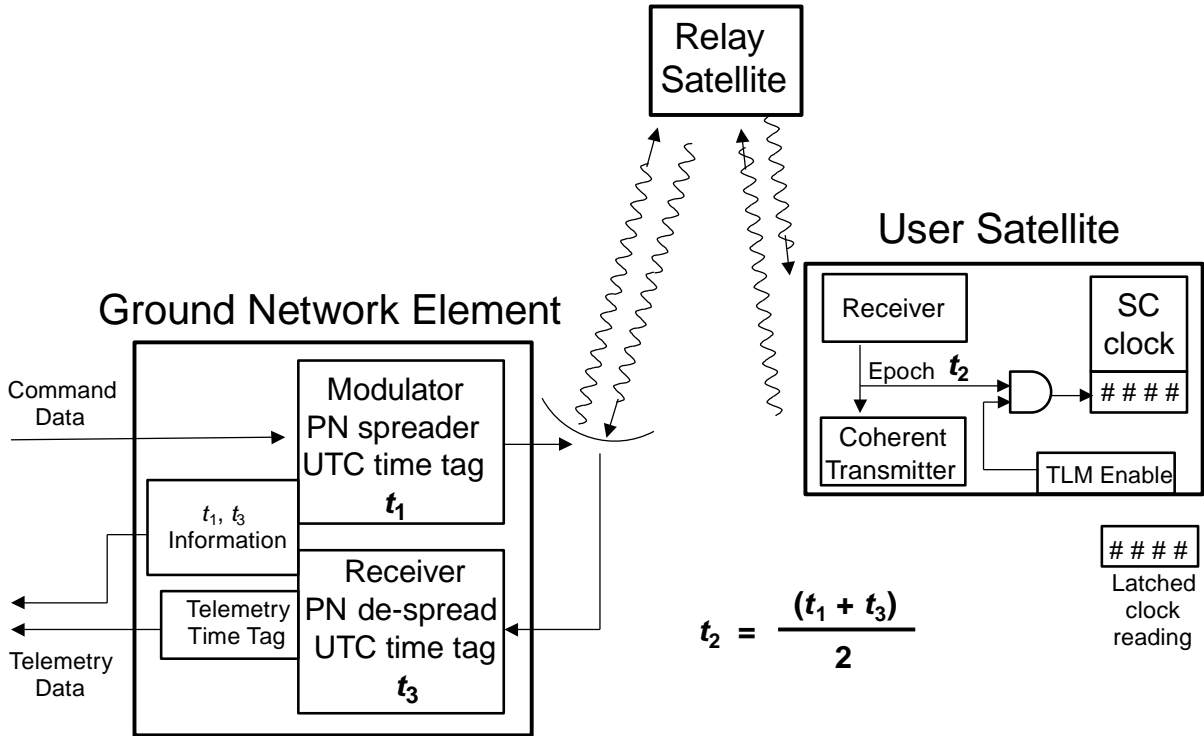 Relay
Satellite
User Satellite
Ground Network Element
Command
Data
Modulator
PN spreader
UTC time tag
t1
t1, t3
Information
Receiver
PN de-spread
UTC time tag
t3
Telemetry
Time Tag
Telemetry
Data
Receiver
Epoch t2
Coherent
Transmitter
SC
clock
# # # #
TLM Enable
t2 = (t1 + t3)
2
# # # #
Latched
clock
reading